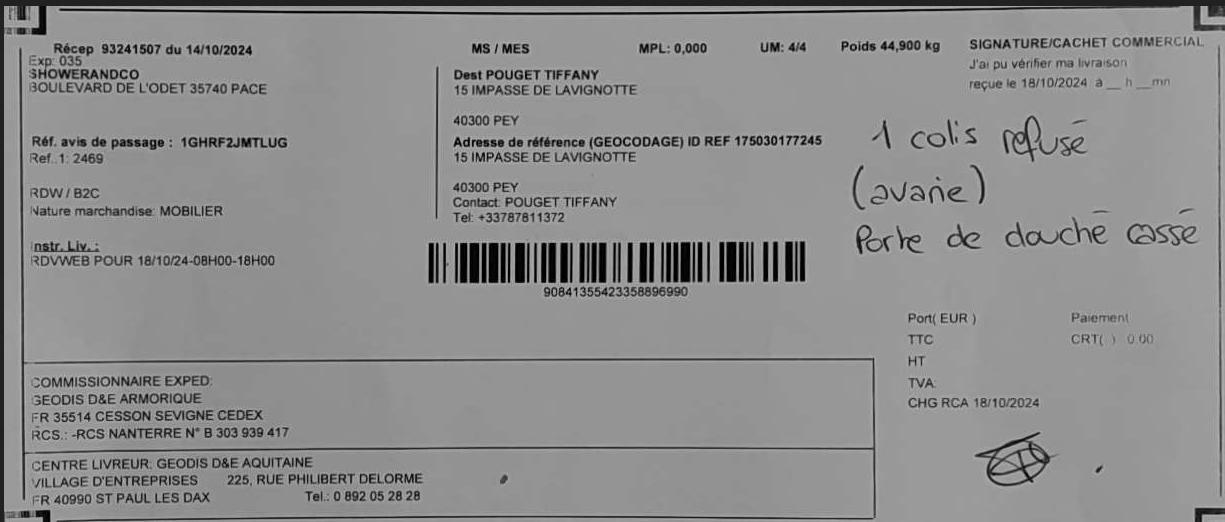 Récep 93241507 du 14/10/2024
Exp: 035
SHOWERANDCO
BOULEVARD DE L'ODET 35740 PACE
Réf. avis de passage : 1GHRF2JMTLUG
Ref..1: 2469
RDW / B2C
Nature marchandise: MOBILIER
Instr. Liv. :
RDVWEB POUR 18/10/24-08H00-18H00
MS / MES MPL: 0,000 UM: 4/4 Poids 44,900 kg
Dest POUGET TIFFANY
15 IMPASSE DE LAVIGNOTTE
40300 PEY
Adresse de référence (GEOCODAGE) ID REF 175030177245
15 IMPASSE DE LAVIGNOTTE
40300 PEY
Contact: POUGET TIFFANY
Tel: +33787811372
90841355423358896990
SIGNATURE/CACHET COMMERCIAL
J'ai pu vérifier ma livraison
reçue le 18/10/2024 à __ h __mn
1 colis refusé
(avarie)
Porte de douche cassé
Port( EUR ) Paiement
TTC CRT( ) 0.00
HT
TVA:
CHG RCA 18/10/2024
COMMISSIONNAIRE EXPED:
GEODIS D&E ARMORIQUE
FR 35514 CESSON SEVIGNE CEDEX
RCS.: -RCS NANTERRE N° B 303 939 417
CENTRE LIVREUR: GEODIS D&E AQUITAINE
VILLAGE D'ENTREPRISES 225, RUE PHILIBERT DELORME
FR 40990 ST PAUL LES DAX Tel.: 0 892 05 28 28